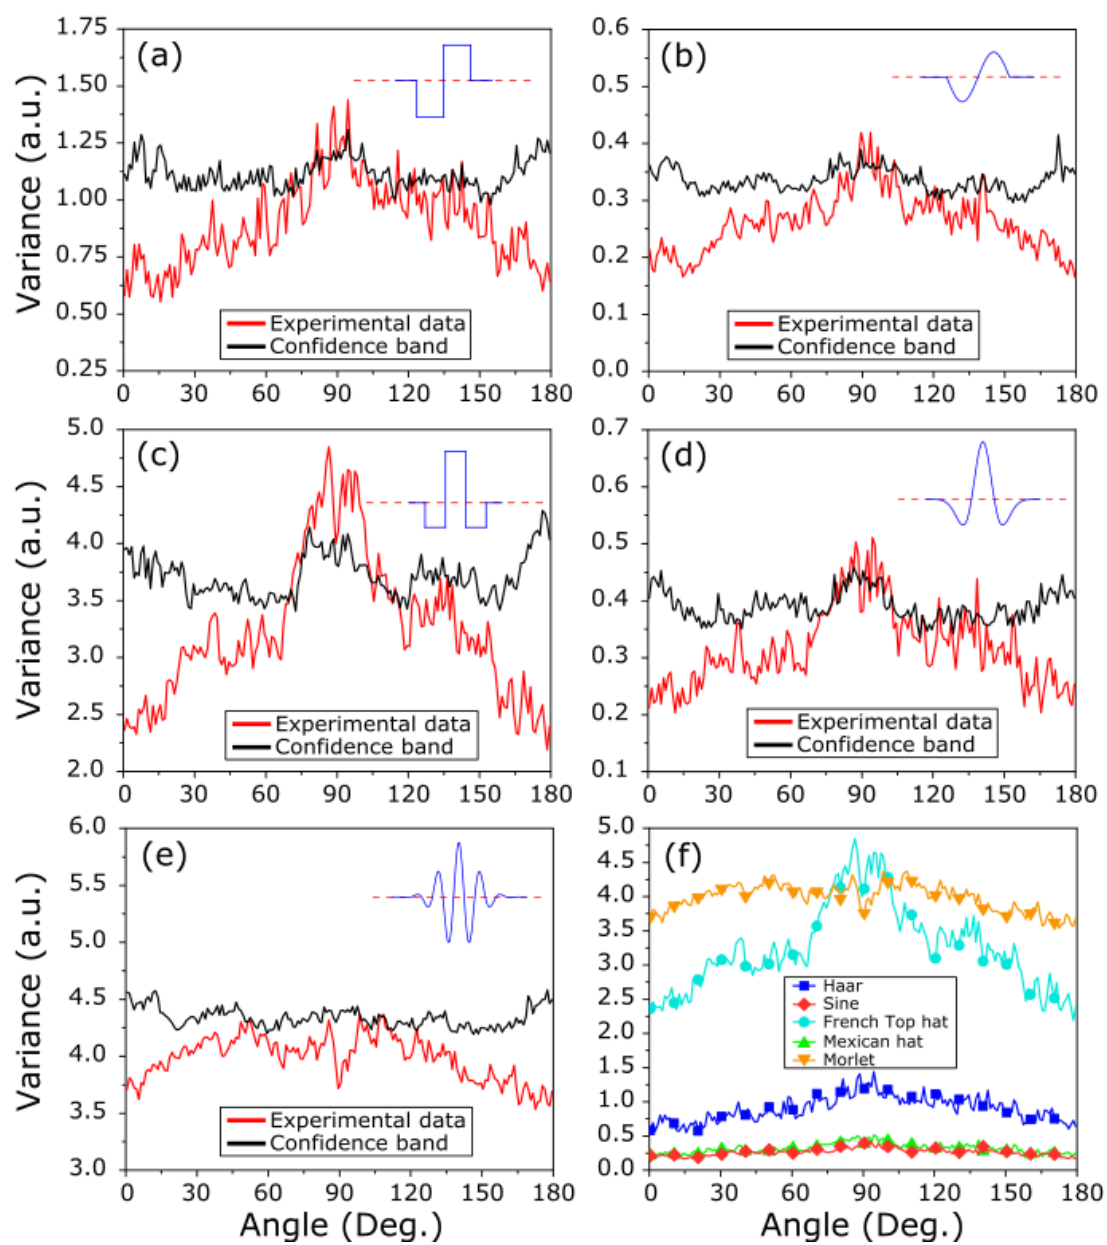 (a)
Variance (a.u.)
1.75
1.50
1.25
1.00
0.75
0.50
0.25
Experimental data
Confidence band
0 30 60 90 120 150 180
(b)
0.6
0.5
0.4
0.3
0.2
0.1
0.0
Experimental data
Confidence band
0 30 60 90 120 150 180
(c)
Variance (a.u.)
5.0
4.5
4.0
3.5
3.0
2.5
2.0
Experimental data
Confidence band
0 30 60 90 120 150 180
(d)
0.7
0.6
0.5
0.4
0.3
0.2
0.1
Experimental data
Confidence band
0 30 60 90 120 150 180
(e)
Variance (a.u.)
6.0
5.5
5.0
4.5
4.0
3.5
3.0
Experimental data
Confidence band
0 30 60 90 120 150 180
Angle (Deg.)
(f)
5.0
4.5
4.0
3.5
3.0
2.5
2.0
1.5
1.0
0.5
0.0
Haar
Sine
French Top hat
Mexican hat
Morlet
0 30 60 90 120 150 180
Angle (Deg.)